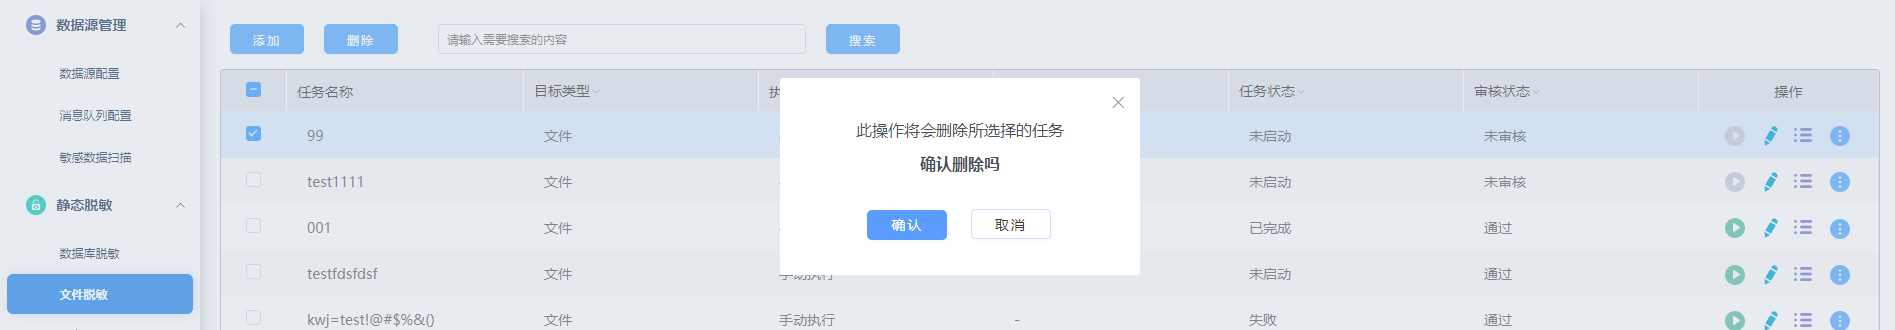 数据源管理
数据源配置
消息队列配置
敏感数据扫描
静态脱敏
数据库脱敏
文件脱敏
添加 删除 请输入需要搜索的内容 搜索
任务名称 目标类型 执 任务状态 审核状态 操作
99 文件 未启动 未审核
test1111 文件 未启动 未审核
001 文件 已完成 通过
testfdsfdsf 文件 手动执行 未启动 通过
kwj=test!@#$%&() 文件 手动执行 - 失败 通过
此操作将会删除所选择的任务
确认删除吗
确认 取消